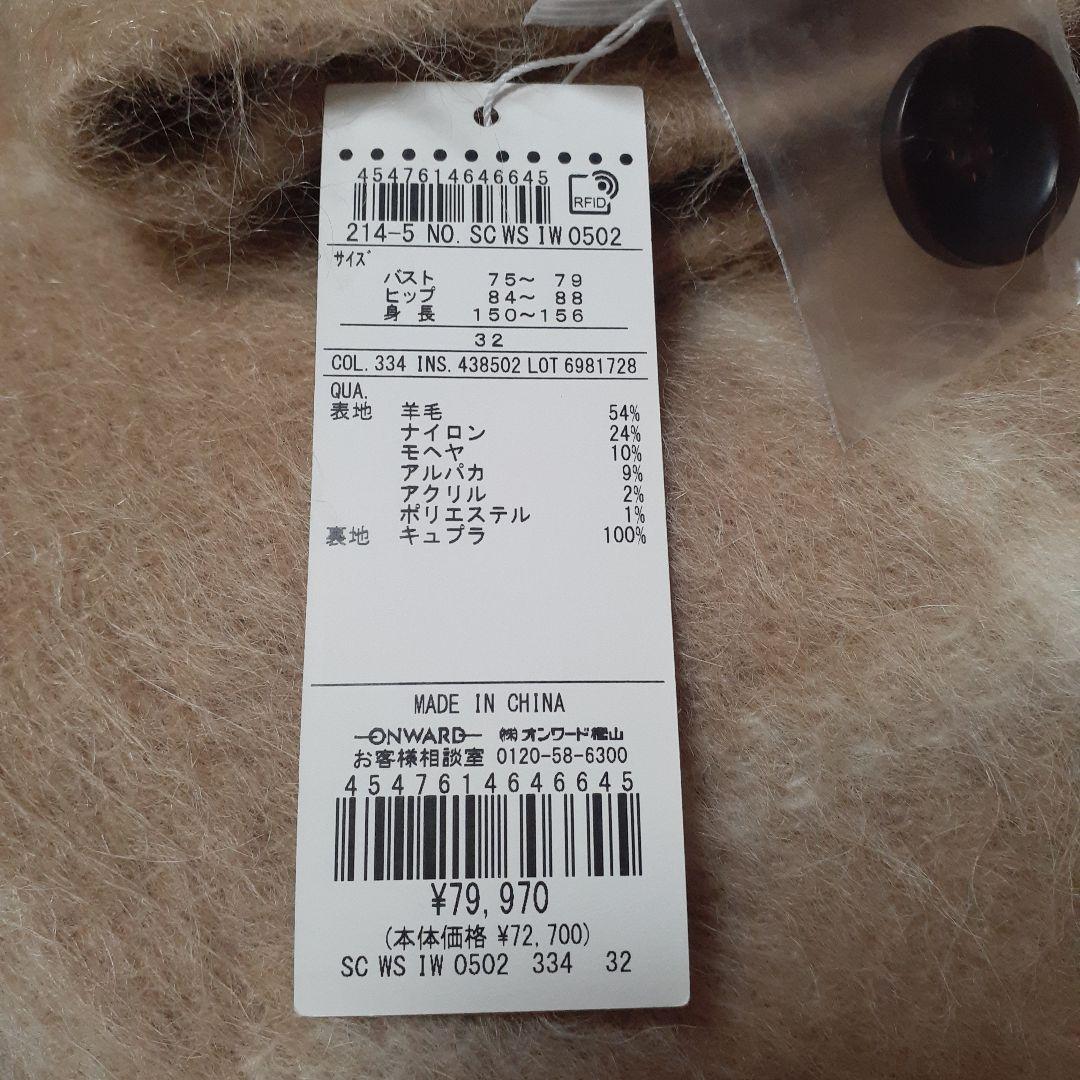 4547614646645
RFID
214-5 NO. SC WS IW 0502
サイズ
バスト 75～ 79
ヒップ 84～ 88
身 長 150～156
32
COL. 334 INS. 438502 LOT 6981728
QUA.
表地 羊毛 54%
ナイロン 24%
モヘヤ 10%
アルパカ 9%
アクリル 2%
ポリエステル 1%
裏地 キュプラ 100%
MADE IN CHINA
ONWARD ㈱オンワード樫山
お客様相談室 0120-58-6300
4547614646645
¥79,970
(本体価格 ¥72,700)
SC WS IW 0502 334 32